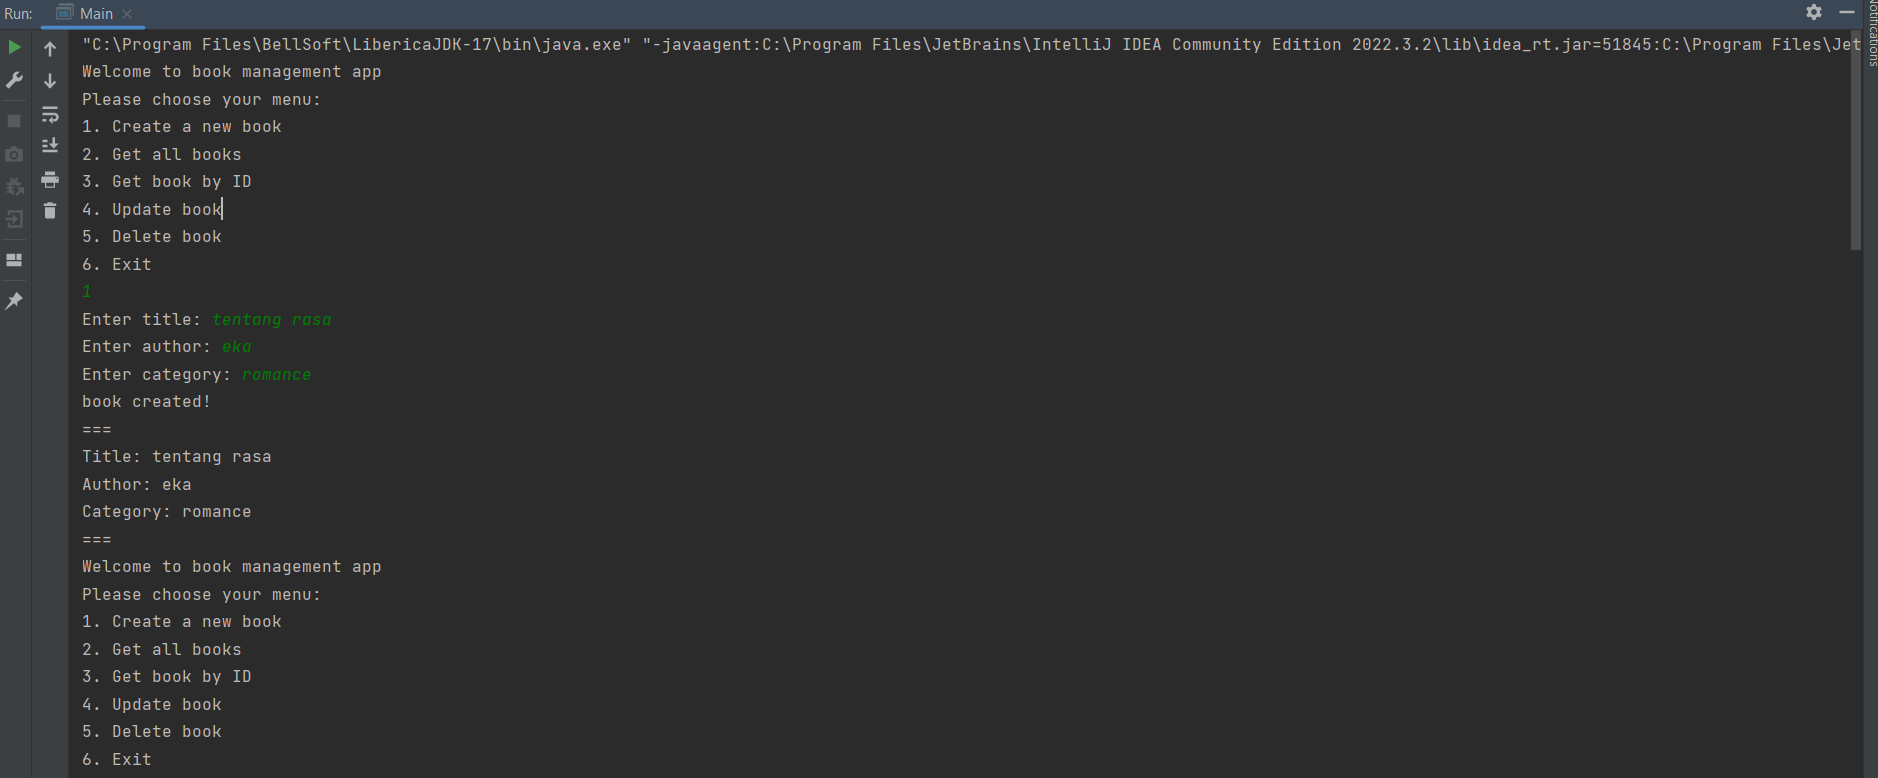 Run: Main
Notifications
"C:\Program Files\BellSoft\LibericaJDK-17\bin\java.exe" "-javaagent:C:\Program Files\JetBrains\IntelliJ IDEA Community Edition 2022.3.2\lib\idea_rt.jar=51845:C:\Program Files\Jet
Welcome to book management app
Please choose your menu:
1. Create a new book
2. Get all books
3. Get book by ID
4. Update book
5. Delete book
6. Exit
1
Enter title: tentang rasa
Enter author: eka
Enter category: romance
book created!
===
Title: tentang rasa
Author: eka
Category: romance
===
Welcome to book management app
Please choose your menu:
1. Create a new book
2. Get all books
3. Get book by ID
4. Update book
5. Delete book
6. Exit